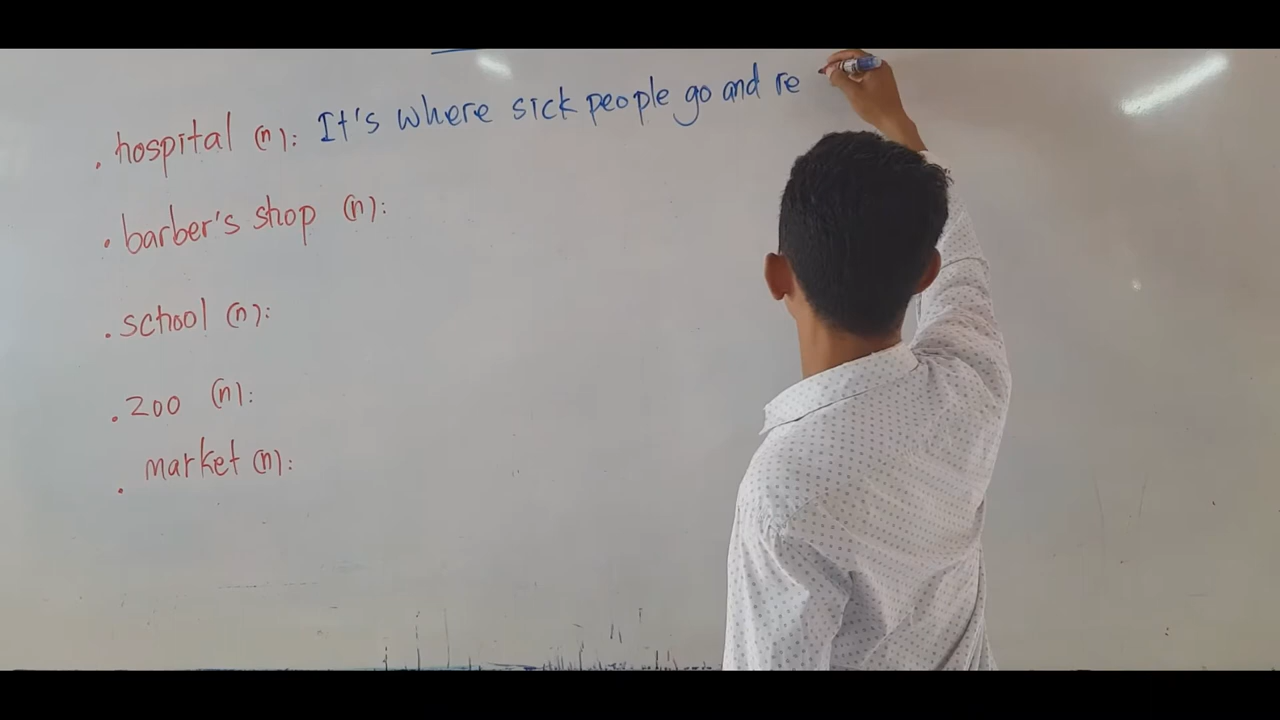 . hospital (n): It's where sick people go and re
. barber's shop (n):
. school (n):
. zoo (n):
. market (n):